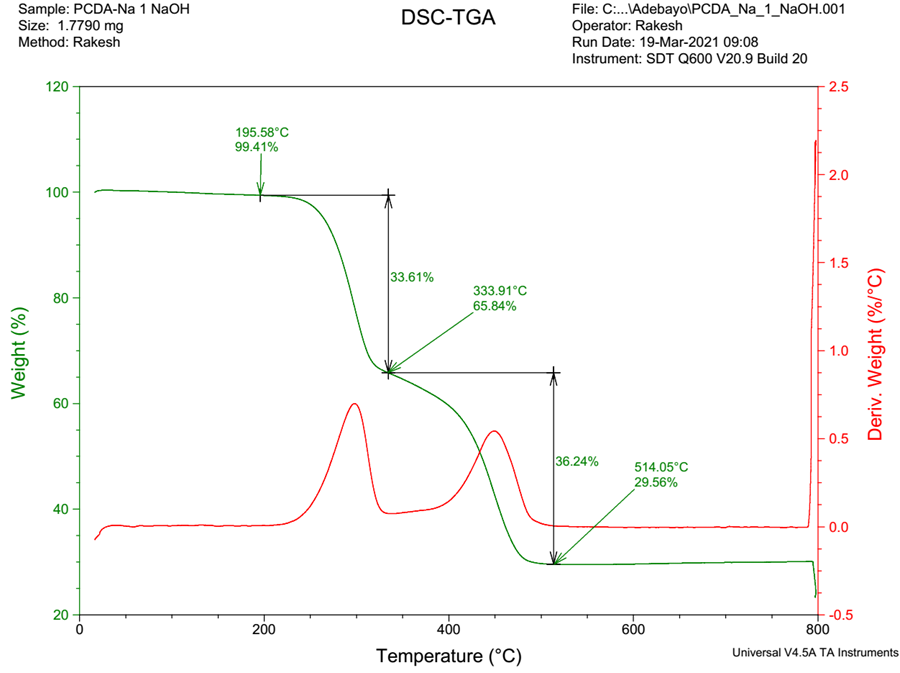 Sample: PCDA-Na 1 NaOH
Size:  1.7790 mg
Method: Rakesh
DSC-TGA
File: C:...\Adebayo\PCDA_Na_1_NaOH.001
Operator: Rakesh
Run Date: 19-Mar-2021 09:08
Instrument: SDT Q600 V20.9 Build 20
195.58°C
99.41%
33.61%
333.91°C
65.84%
36.24%
514.05°C
29.56%
120
100
80
60
40
20
Weight (%)
2.5
2.0
1.5
1.0
0.5
0.0
-0.5
Deriv. Weight (%/°C)
0 200 400 600 800
Temperature (°C)
Universal V4.5A TA Instruments